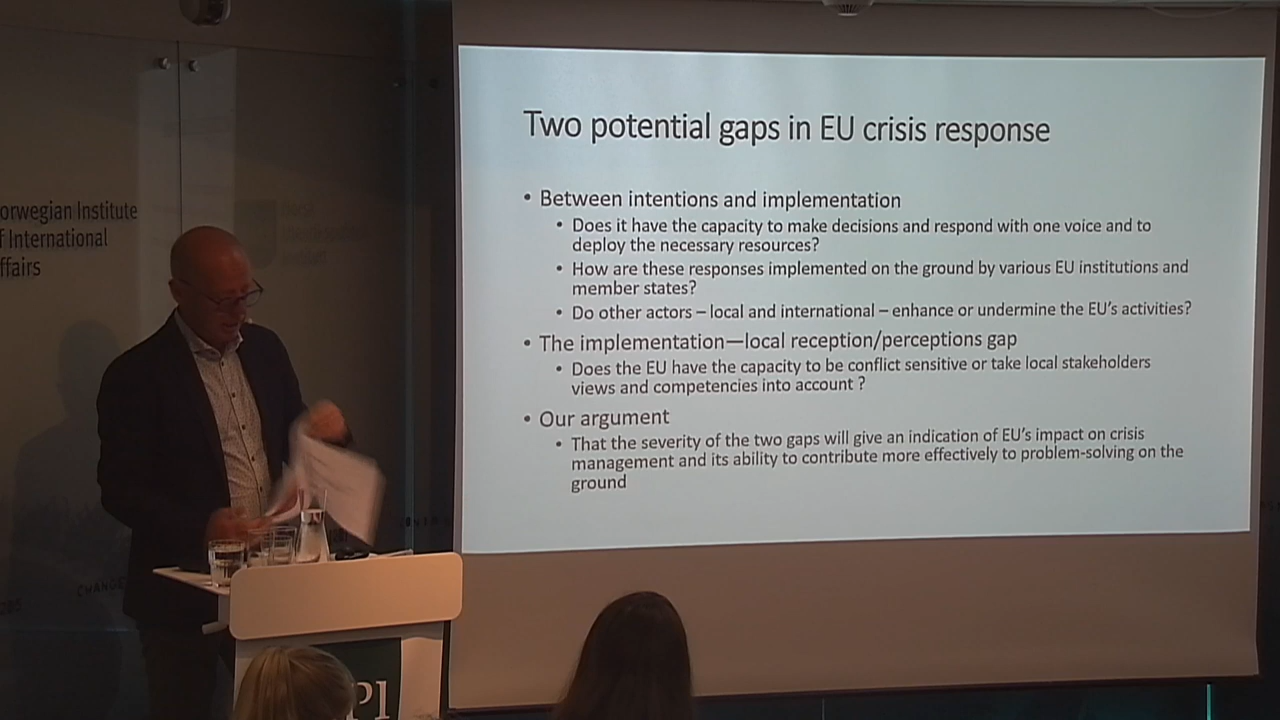 orwegian Institute
f International
ffairs
Two potential gaps in EU crisis response
• Between intentions and implementation
• Does it have the capacity to make decisions and respond with one voice and to
deploy the necessary resources?
• How are these responses implemented on the ground by various EU institutions and
member states?
• Do other actors – local and international – enhance or undermine the EU's activities?
• The implementation—local reception/perceptions gap
• Does the EU have the capacity to be conflict sensitive or take local stakeholders
views and competencies into account ?
• Our argument
• That the severity of the two gaps will give an indication of EU's impact on crisis
management and its ability to contribute more effectively to problem-solving on the
ground
CHANGE
PI